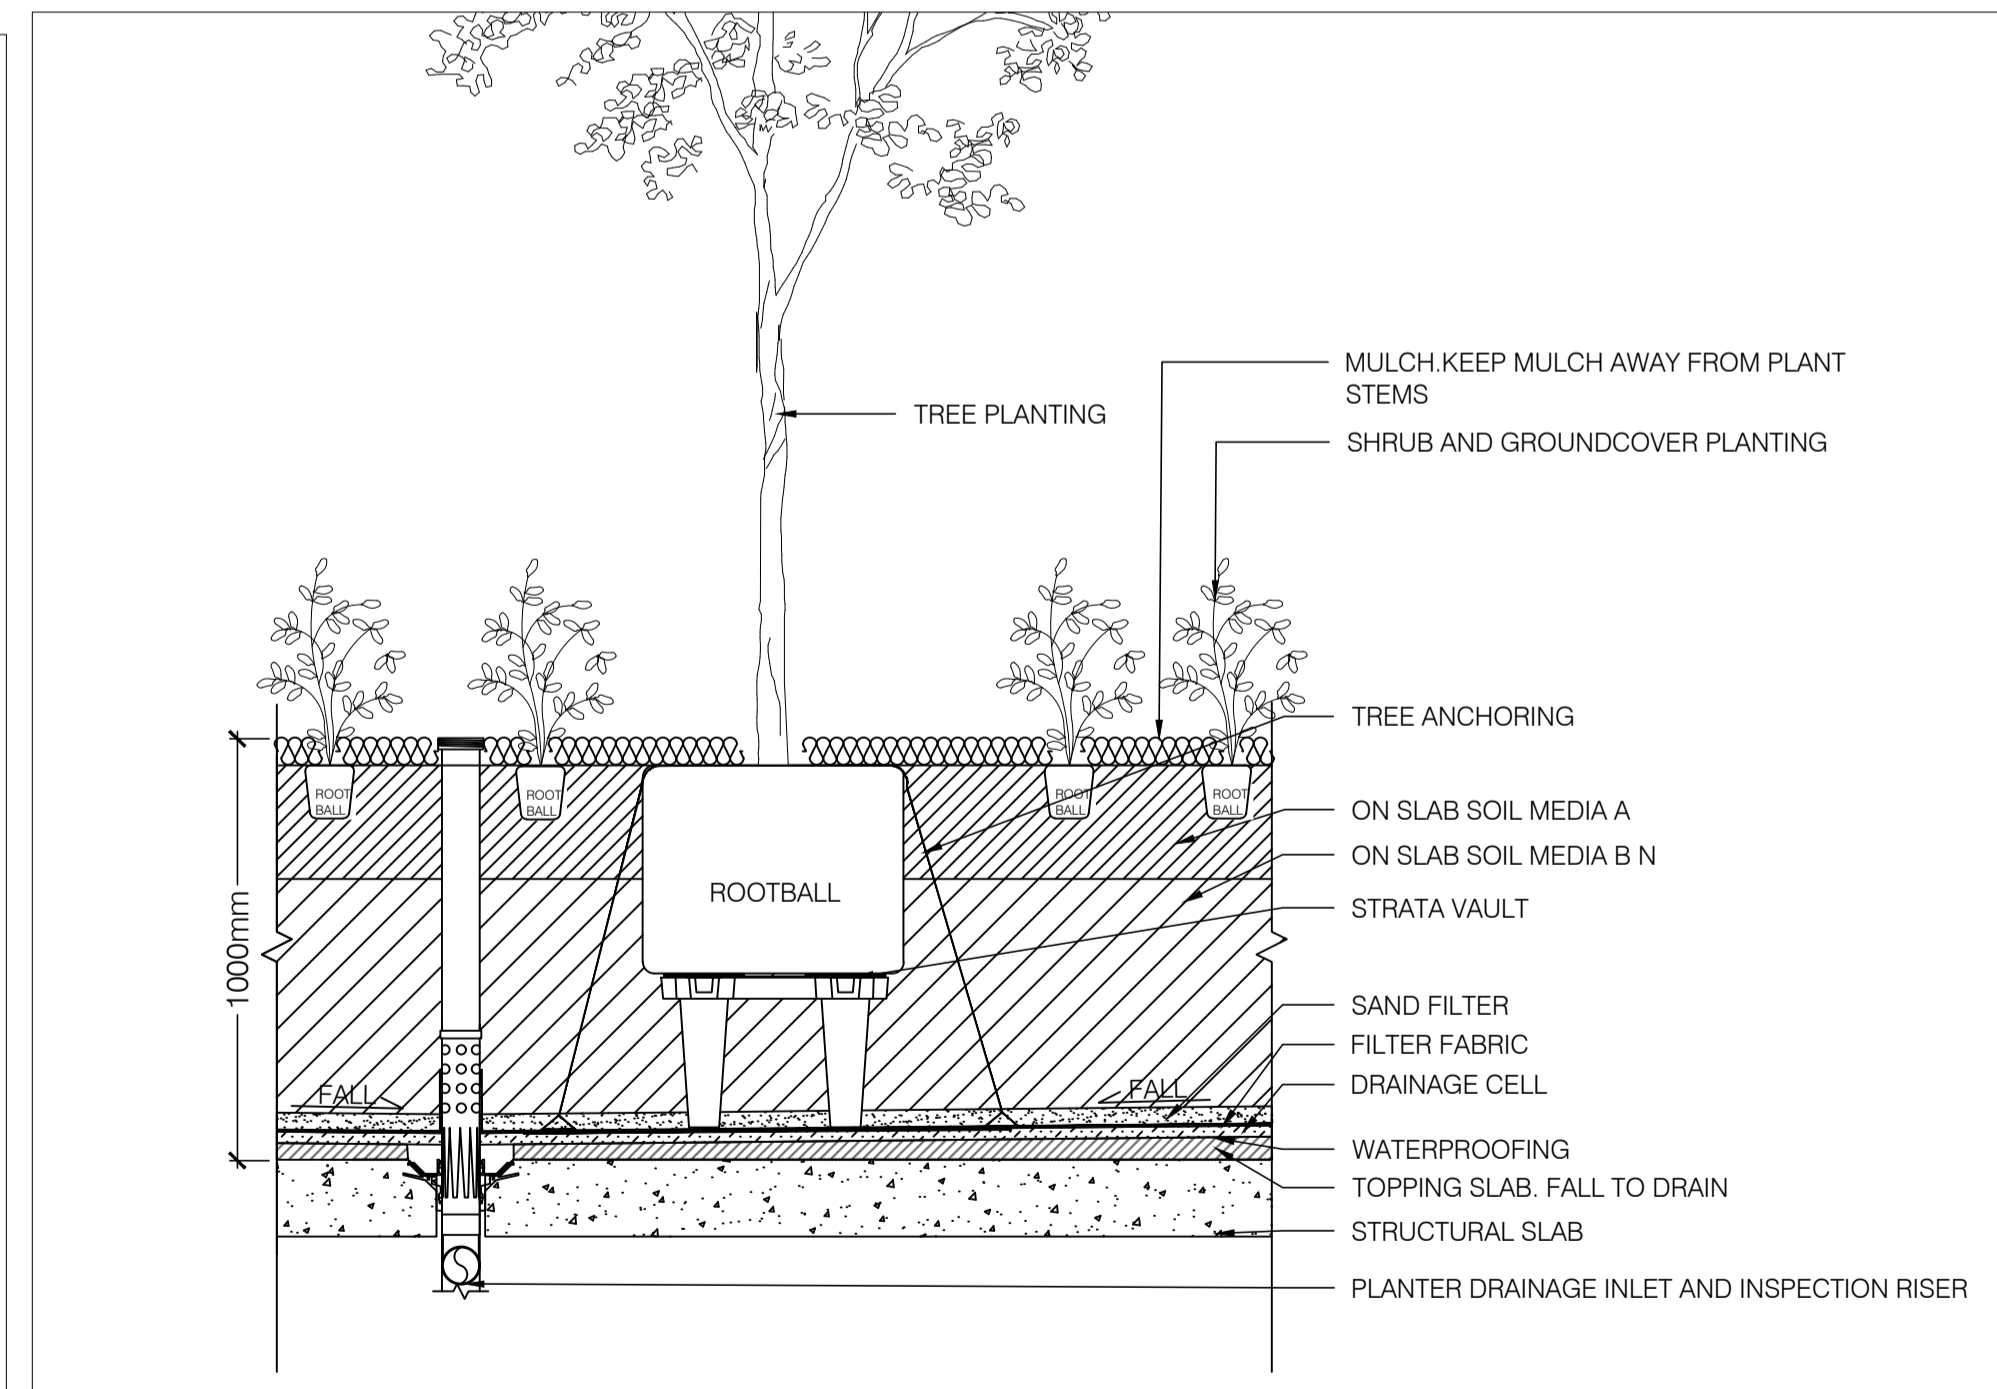 MULCH.KEEP MULCH AWAY FROM PLANT
STEMS
TREE PLANTING
SHRUB AND GROUNDCOVER PLANTING
TREE ANCHORING
ROOT
BALL
ROOT
BALL
ROOT
BALL
ROOT
BALL
ON SLAB SOIL MEDIA A
ON SLAB SOIL MEDIA B N
ROOTBALL
STRATA VAULT
1000mm
SAND FILTER
FILTER FABRIC
DRAINAGE CELL
FALL
FALL
WATERPROOFING
TOPPING SLAB. FALL TO DRAIN
STRUCTURAL SLAB
PLANTER DRAINAGE INLET AND INSPECTION RISER